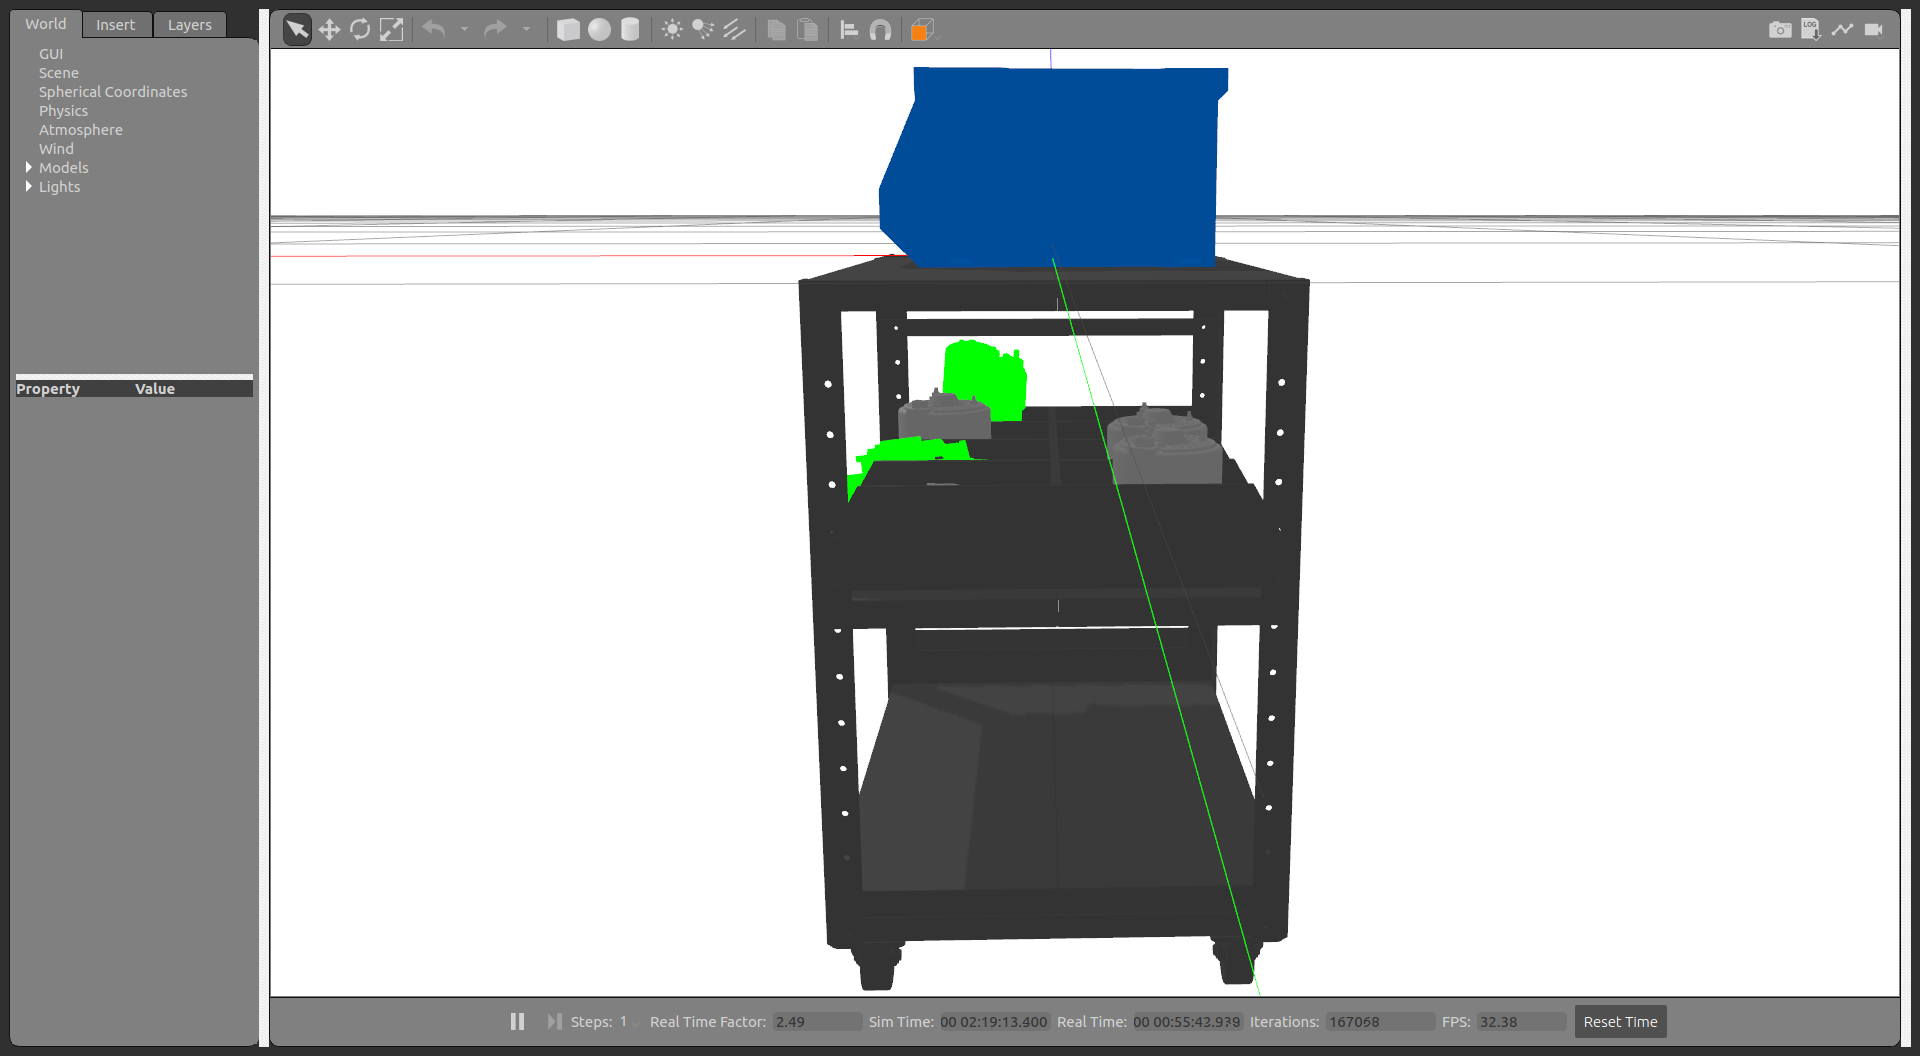 World Insert Layers
GUI
Scene
Spherical Coordinates
Physics
Atmosphere
Wind
Models
Lights
Property Value
LOG
Steps: 1 Real Time Factor: 2.49 Sim Time: 00 02:19:13.400 Real Time: 00 00:55:42.939 Iterations: 167068 FPS: 32.38 Reset Time